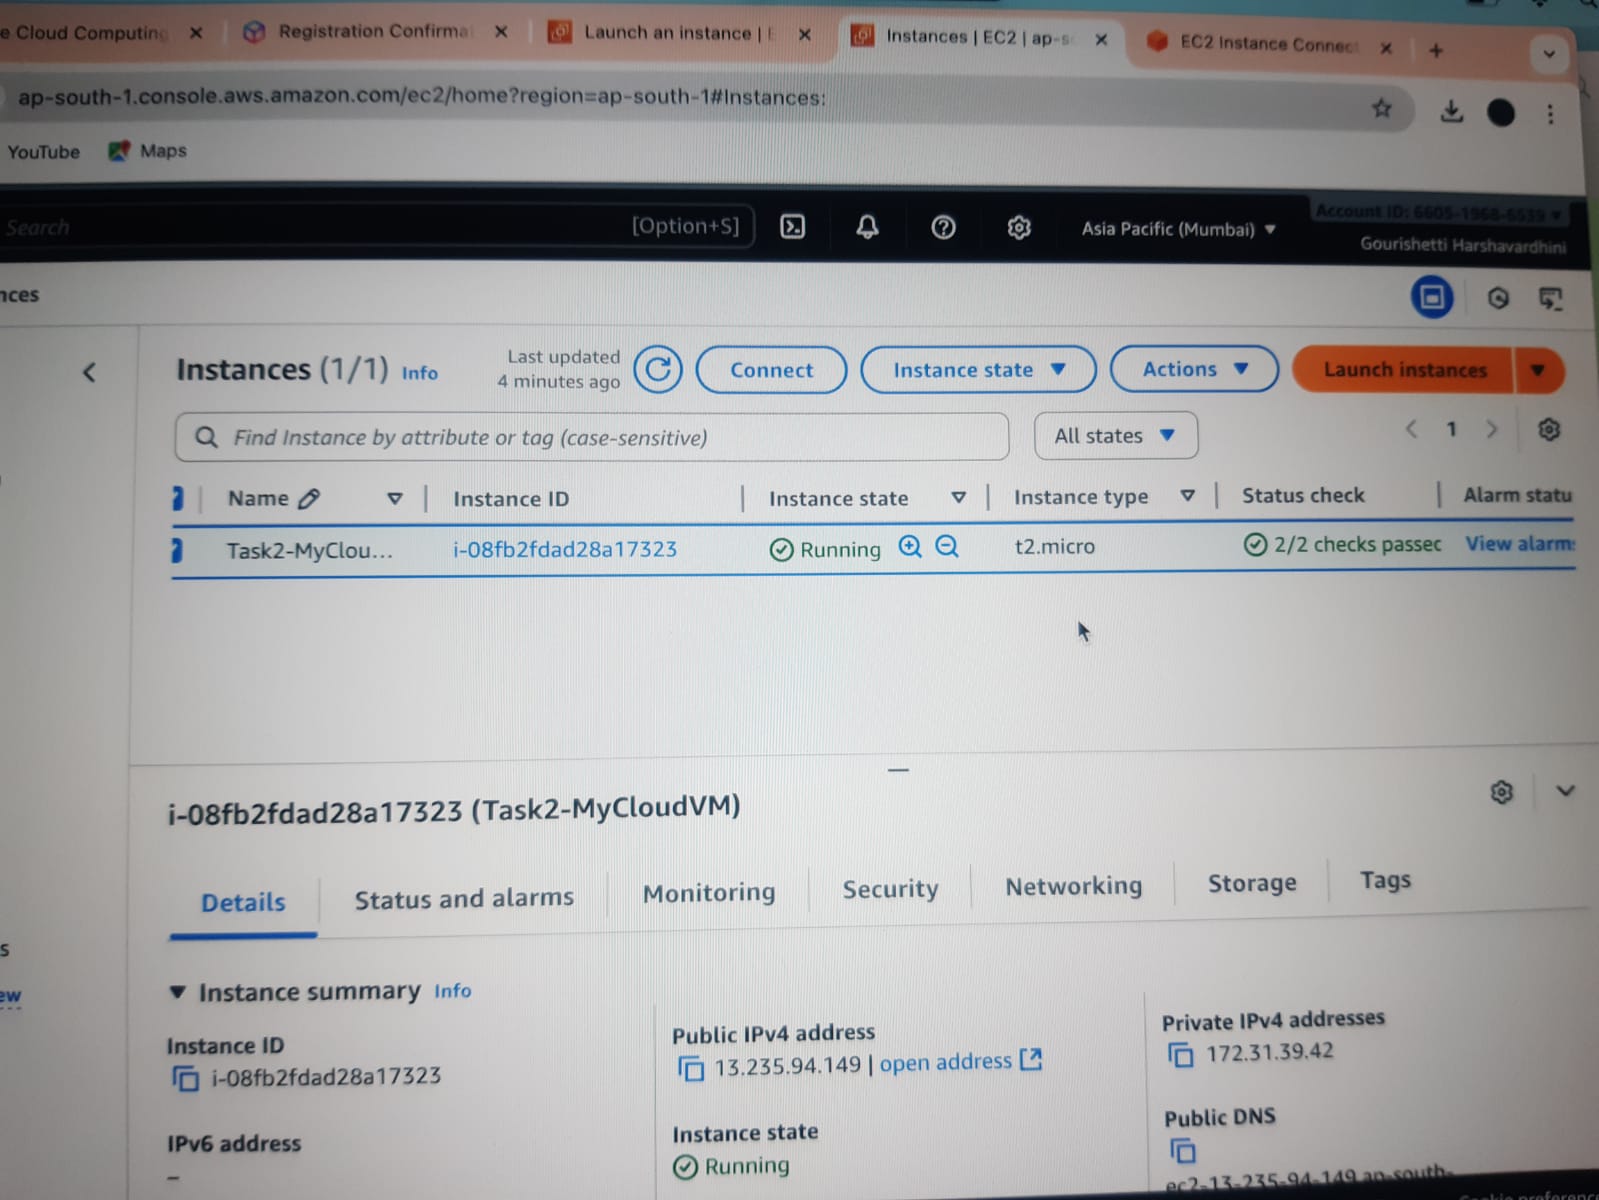 e Cloud Computing
Registration Confirma
Launch an instance | E
Instances | EC2 | ap-s
EC2 Instance Connect
ap-south-1.console.aws.amazon.com/ec2/home?region=ap-south-1#Instances:
YouTube
Maps
Search
[Option+S]
Asia Pacific (Mumbai)
Account ID: 6605-1968-6539
Gourishetti Harshavardhini
nces
Instances (1/1) Info
Last updated
4 minutes ago
Connect
Instance state
Actions
Launch instances
Find Instance by attribute or tag (case-sensitive)
All states
1
Name
Instance ID
Instance state
Instance type
Status check
Alarm statu
Task2-MyClou...
i-08fb2fdad28a17323
Running
t2.micro
2/2 checks passec
View alarms
i-08fb2fdad28a17323 (Task2-MyCloudVM)
Details
Status and alarms
Monitoring
Security
Networking
Storage
Tags
s
ew
Instance summary Info
Instance ID
i-08fb2fdad28a17323
Public IPv4 address
13.235.94.149 | open address
Private IPv4 addresses
172.31.39.42
IPv6 address
–
Instance state
Running
Public DNS
ec2-13-235-94-149.ap-south-